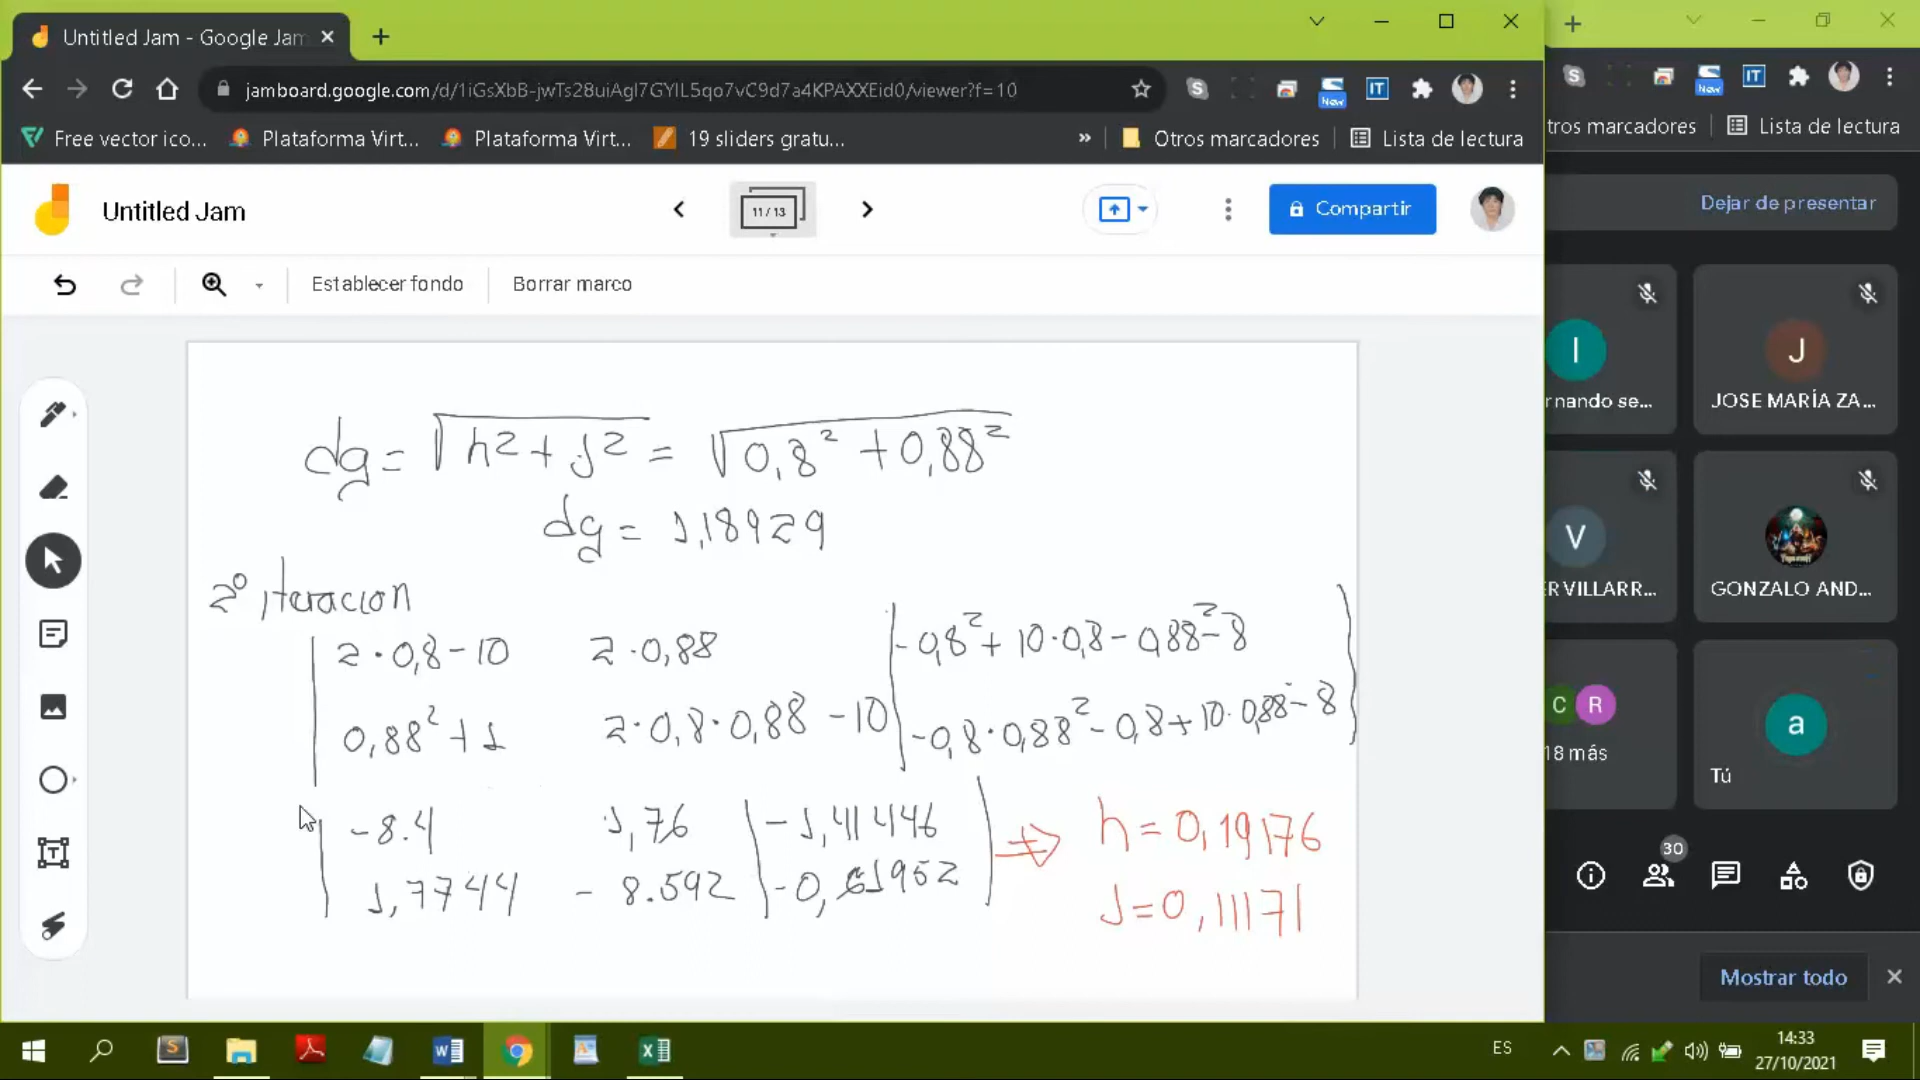 Untitled Jam - Google Jam
jamboard.google.com/d/1iGsXbB-jwTs28uiAgl7GYIL5qo7vC9d7a4KPAXXEid0/viewer?f=10
New
IT
New
IT
Free vector ico...
Plataforma Virt...
Plataforma Virt...
19 sliders gratu...
»
Otros marcadores
Lista de lectura
tros marcadores
Lista de lectura
Untitled Jam
11 / 13
Compartir
Dejar de presentar
Establecer fondo
Borrar marco
dg = √h² + J² = √0,8² + 0,88²
dg = 1,18929
2° iteracion
2·0,8-10 2·0,88 -0,8² + 10·0,8 - 0,88² - 8
0,88² + 1 2·0,8·0,88 - 10 -0,8·0,88² - 0,8 + 10·0,88 - 8
-8.4 1,76 -1,41446 ⇒ h = 0,19176
1,7744 -8.592 -0,61952 J = 0,11171
I
rnando se...
J
JOSE MARÍA ZA...
V
R VILLARR...
GONZALO AND...
C R
18 más
a
Tú
30
Mostrar todo
ES
14:33
27/10/2021